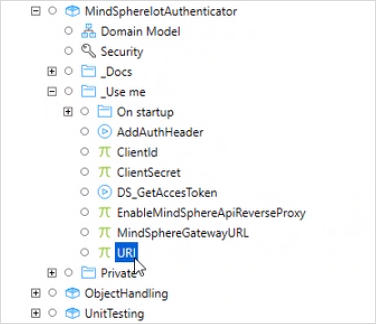 MindSphereIotAuthenticator
Domain Model
Security
_Docs
_Use me
On startup
AddAuthHeader
ClientId
ClientSecret
DS_GetAccesToken
EnableMindSphereApiReverseProxy
MindSphereGatewayURL
URI
Private
ObjectHandling
UnitTesting